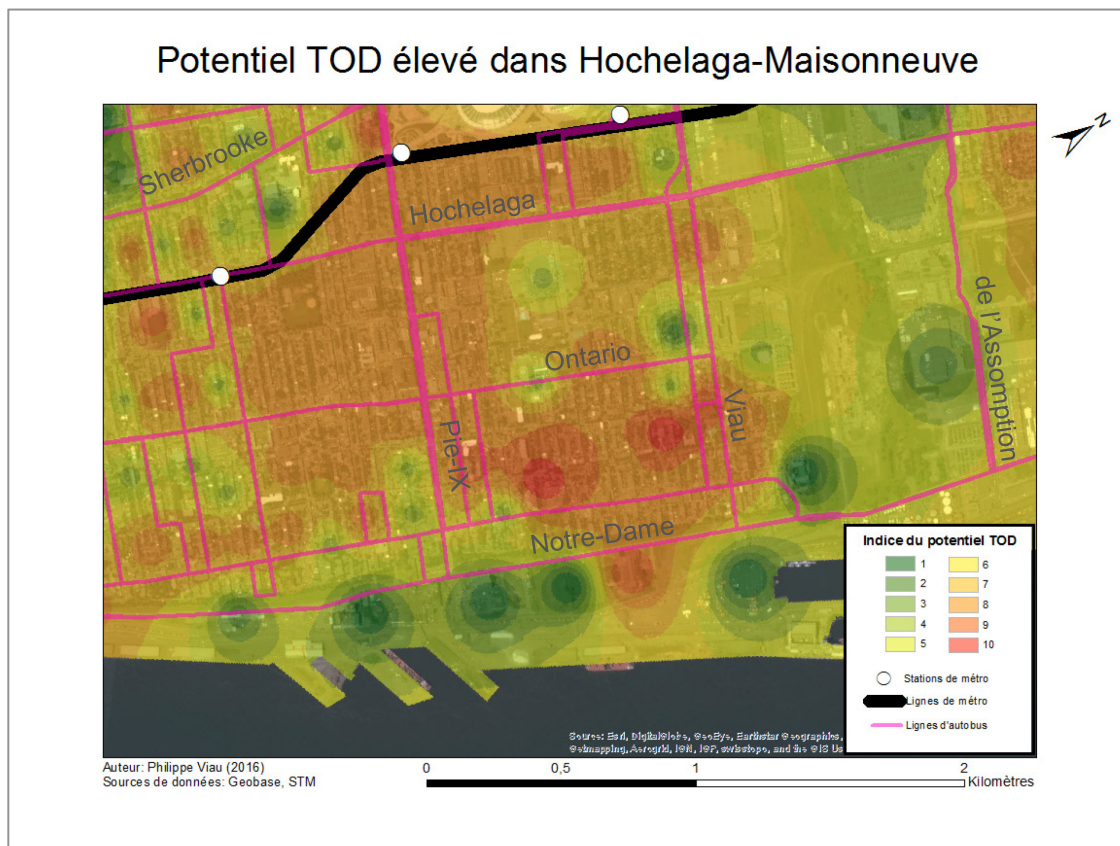 Potentiel TOD élevé dans Hochelaga-Maisonneuve
N
Sherbrooke
Hochelaga
Ontario
Pie-IX
Viau
de l'Assomption
Notre-Dame
Indice du potentiel TOD
1 6
2 7
3 8
4 9
5 10
Stations de métro
Lignes de métro
Lignes d'autobus
Source: Esri, DigitalGlobe, GeoEye, Earthstar Geographics,
Getmapping, Aerogrid, IGN, IGP, swisstopo, and the GIS Us
Auteur: Philippe Viau (2016)
Sources de données: Geobase, STM
0 0,5 1 2
Kilomètres